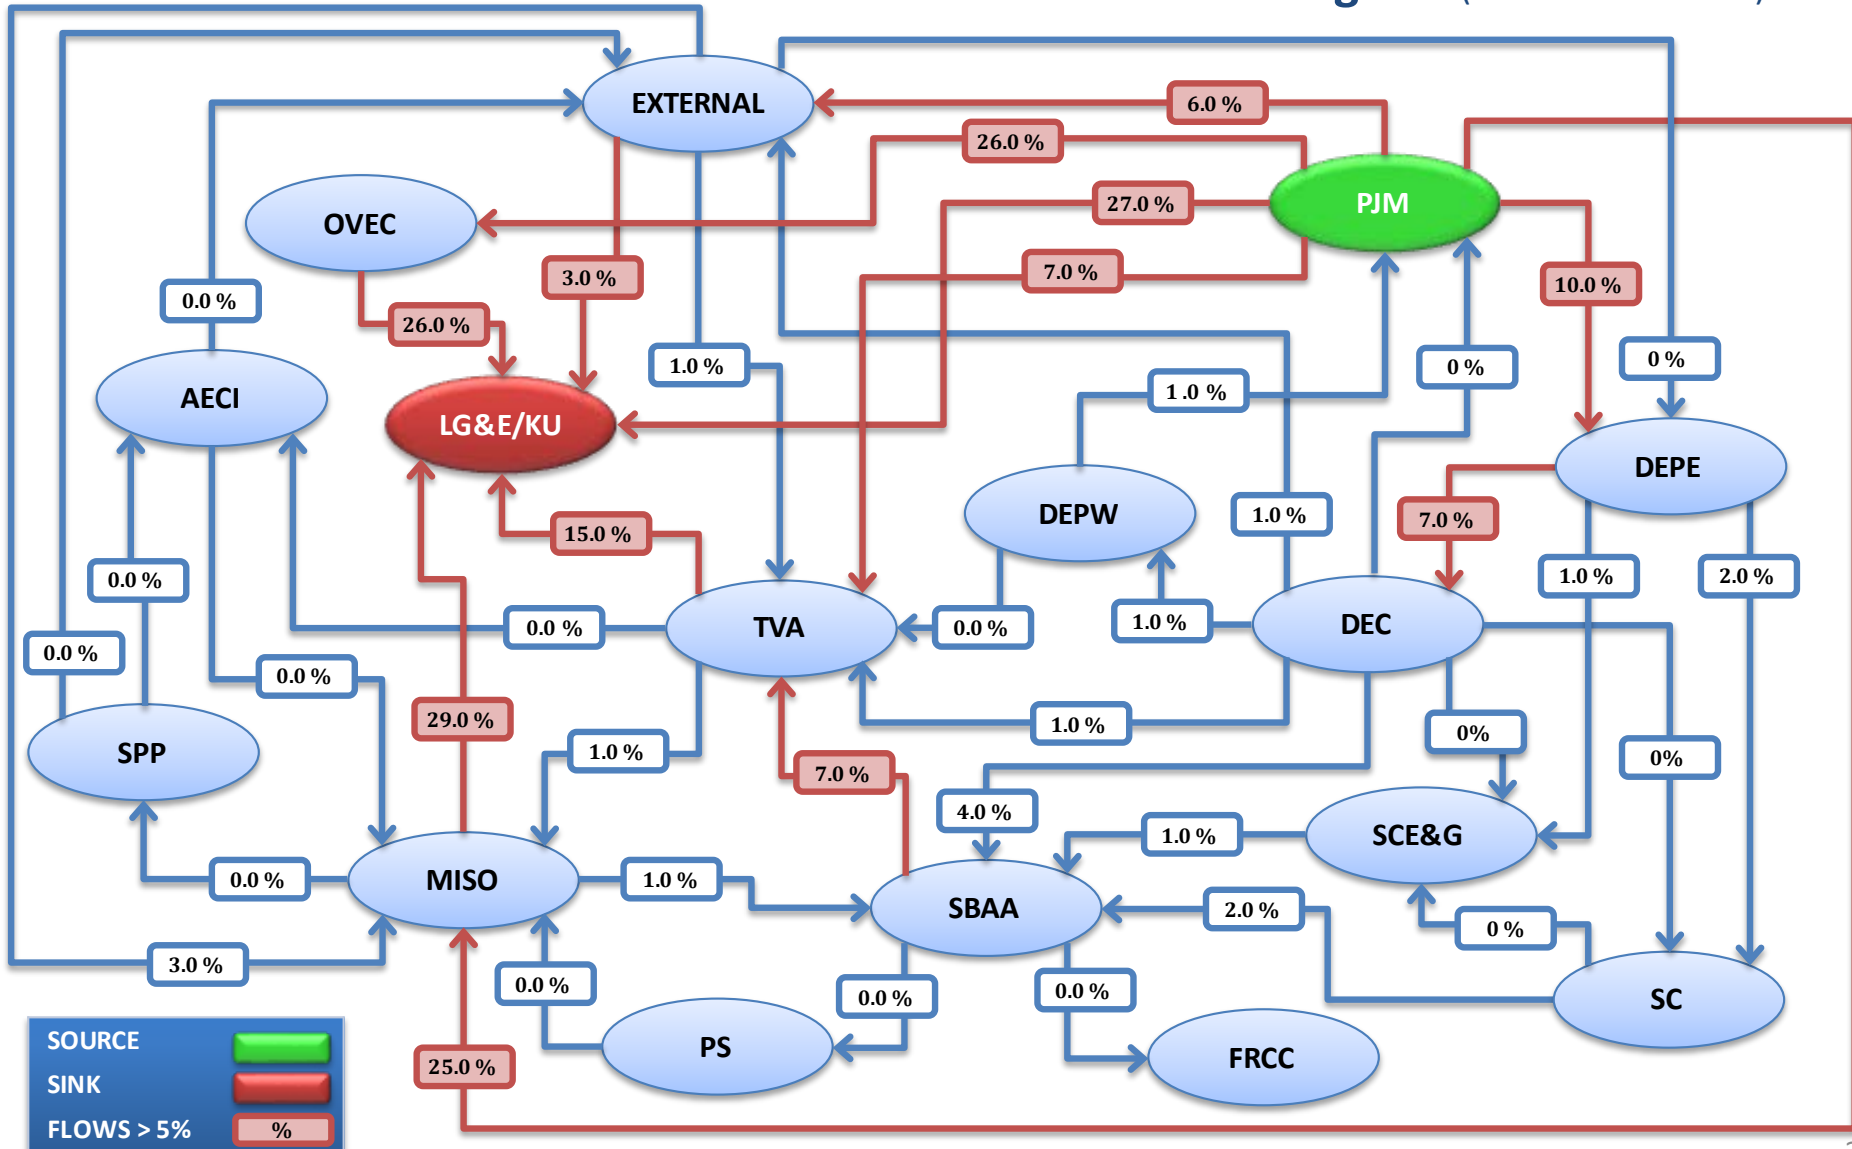 EXTERNAL
6.0 %
26.0 %
PJM
27.0 %
OVEC
7.0 %
3.0 %
10.0 %
0.0 %
26.0 %
1.0 %
0 %
0 %
1.0 %
AECI
LG&E/KU
DEPE
DEPW
1.0 %
7.0 %
15.0 %
0.0 %
1.0 %
2.0 %
0.0 %
TVA
0.0 %
1.0 %
DEC
0.0 %
0.0 %
29.0 %
1.0 %
0%
SPP
1.0 %
7.0 %
0%
4.0 %
1.0 %
SCE&G
0.0 %
MISO
1.0 %
SBAA
2.0 %
0 %
3.0 %
0.0 %
0.0 %
0.0 %
SC
SOURCE
PS
FRCC
25.0 %
SINK
FLOWS > 5%
%